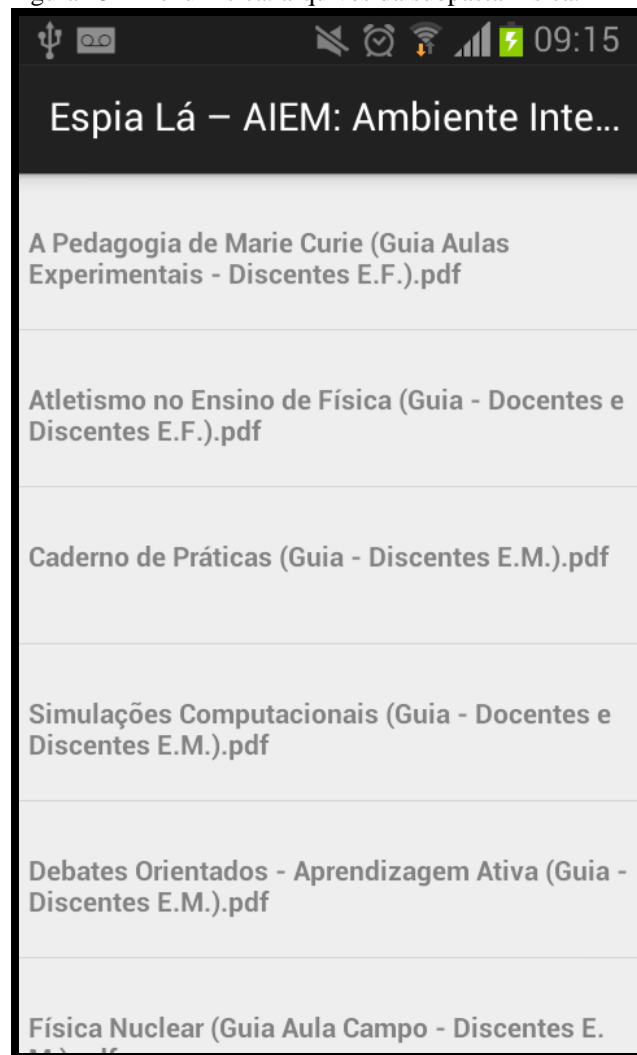 09:15
Espia Lá – AIEM: Ambiente Inte...
A Pedagogia de Marie Curie (Guia Aulas
Experimentais - Discentes E.F.).pdf
Atletismo no Ensino de Física (Guia - Docentes e
Discentes E.F.).pdf
Caderno de Práticas (Guia - Discentes E.M.).pdf
Simulações Computacionais (Guia - Docentes e
Discentes E.M.).pdf
Debates Orientados - Aprendizagem Ativa (Guia -
Discentes E.M.).pdf
Física Nuclear (Guia Aula Campo - Discentes E.